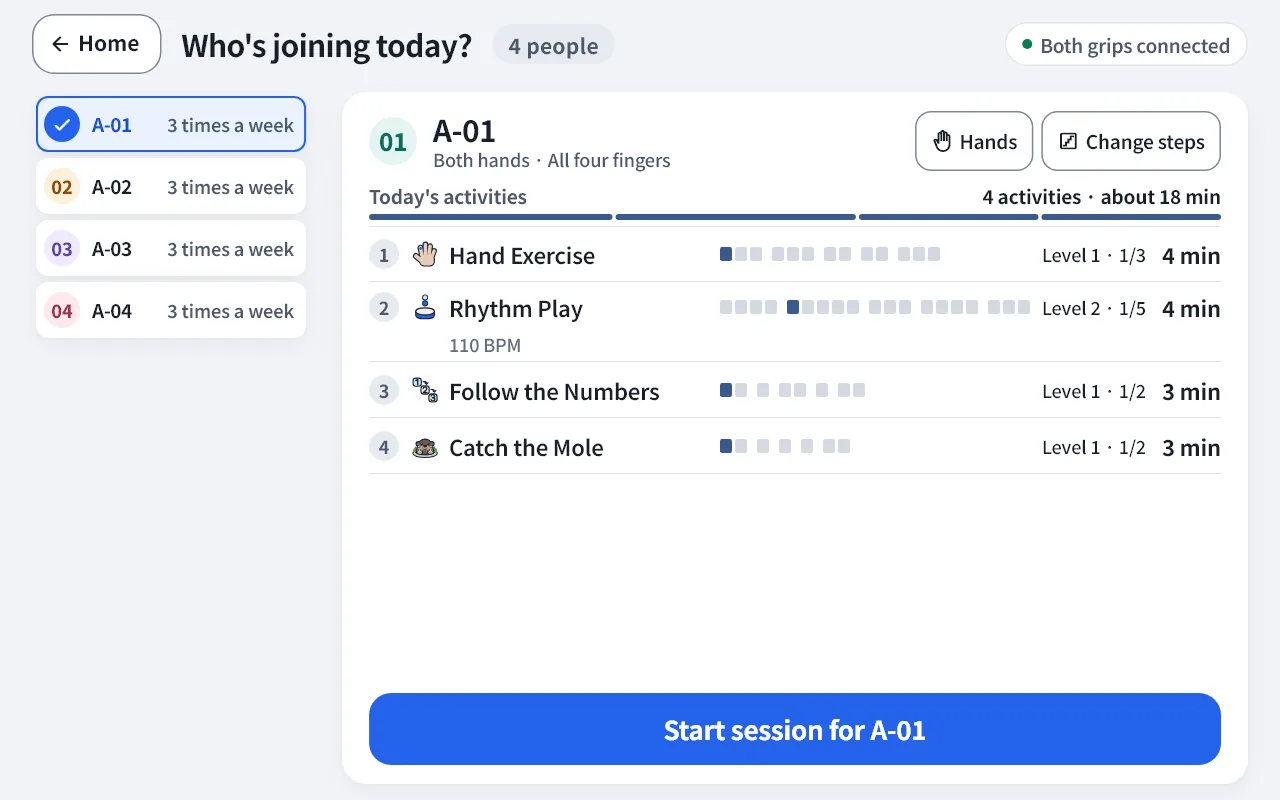 Home
Who's joining today?
4 people
Both grips connected
A-01 3 times a week
02 A-02 3 times a week
03 A-03 3 times a week
04 A-04 3 times a week
01
A-01
Both hands · All four fingers
Hands
Change steps
Today's activities
4 activities · about 18 min
1 Hand Exercise Level 1 · 1/3 4 min
2 Rhythm Play Level 2 · 1/5 4 min
110 BPM
3 Follow the Numbers Level 1 · 1/2 3 min
4 Catch the Mole Level 1 · 1/2 3 min
Start session for A-01